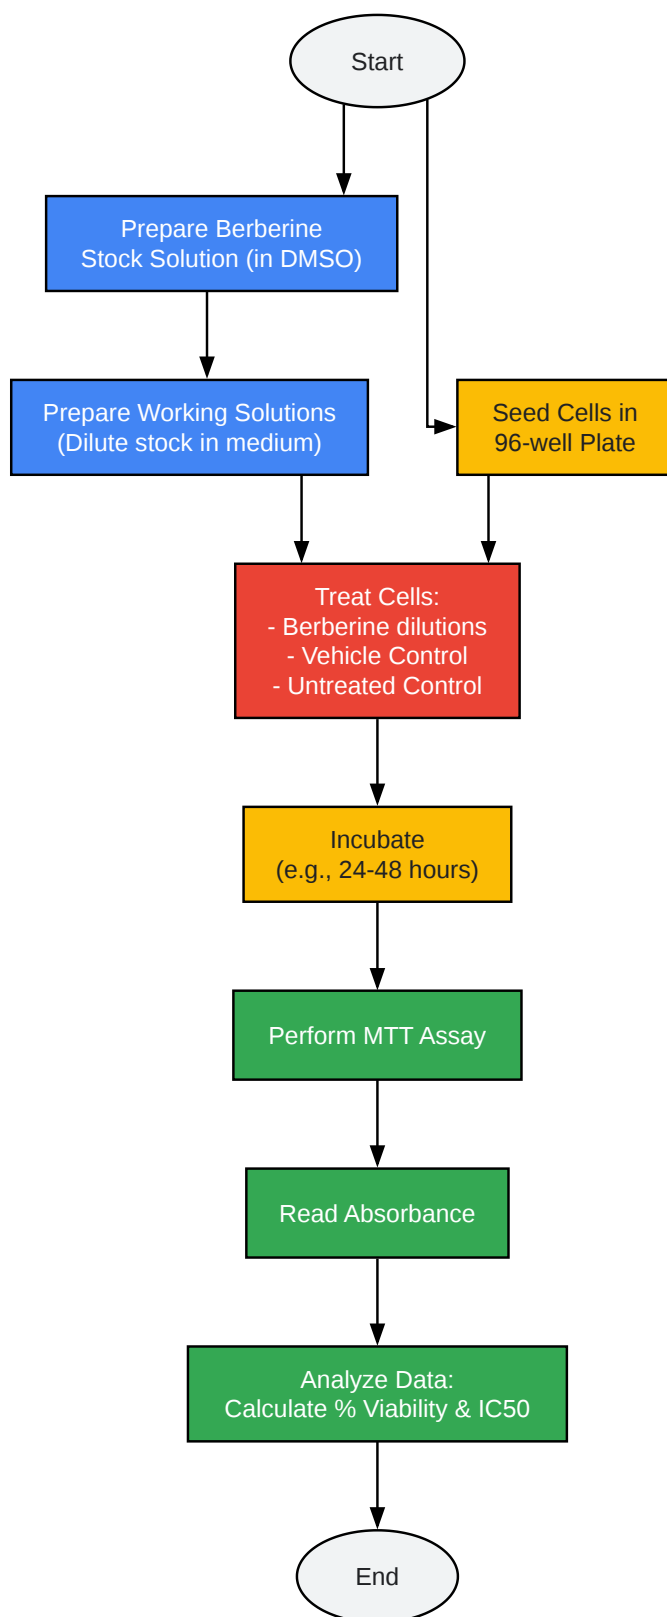 Start
Prepare Berberine
Stock Solution (in DMSO)
Prepare Working Solutions
(Dilute stock in medium)
Seed Cells in
96-well Plate
Treat Cells:
- Berberine dilutions
- Vehicle Control
- Untreated Control
Incubate
(e.g., 24-48 hours)
Perform MTT Assay
Read Absorbance
Analyze Data:
Calculate % Viability & IC50
End